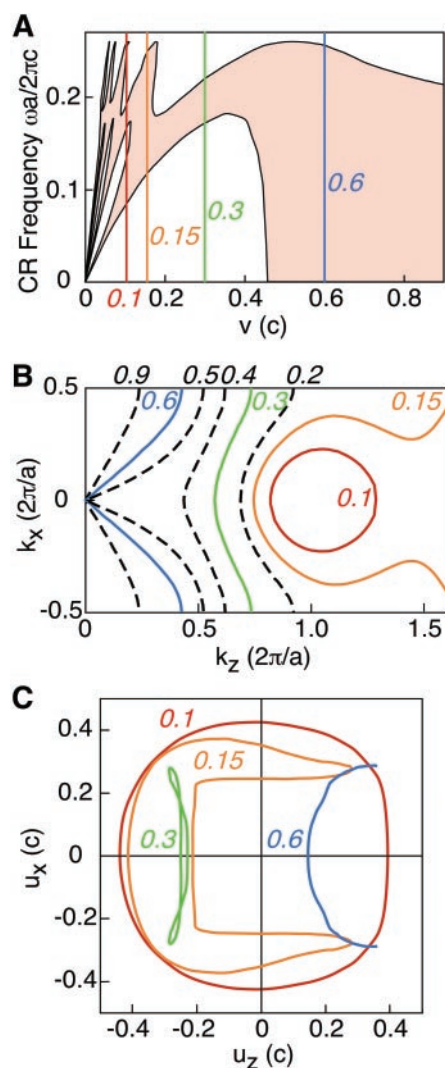 A
CR Frequency ωa/2πc
0.2
0.1
0
0.1
0.15
0.3
0.6
0 0.2 0.4 0.6 0.8
v (c)
B
0.9 0.5 0.4 0.2
0.6 0.3 0.15
0.1
0.5
0
-0.5
kx (2π/a)
0 0.5 1.0 1.5
kz (2π/a)
C
0.1
0.15
0.3
0.6
0.4
0.2
0
-0.2
-0.4
ux (c)
-0.4 -0.2 0 0.2 0.4
uz (c)